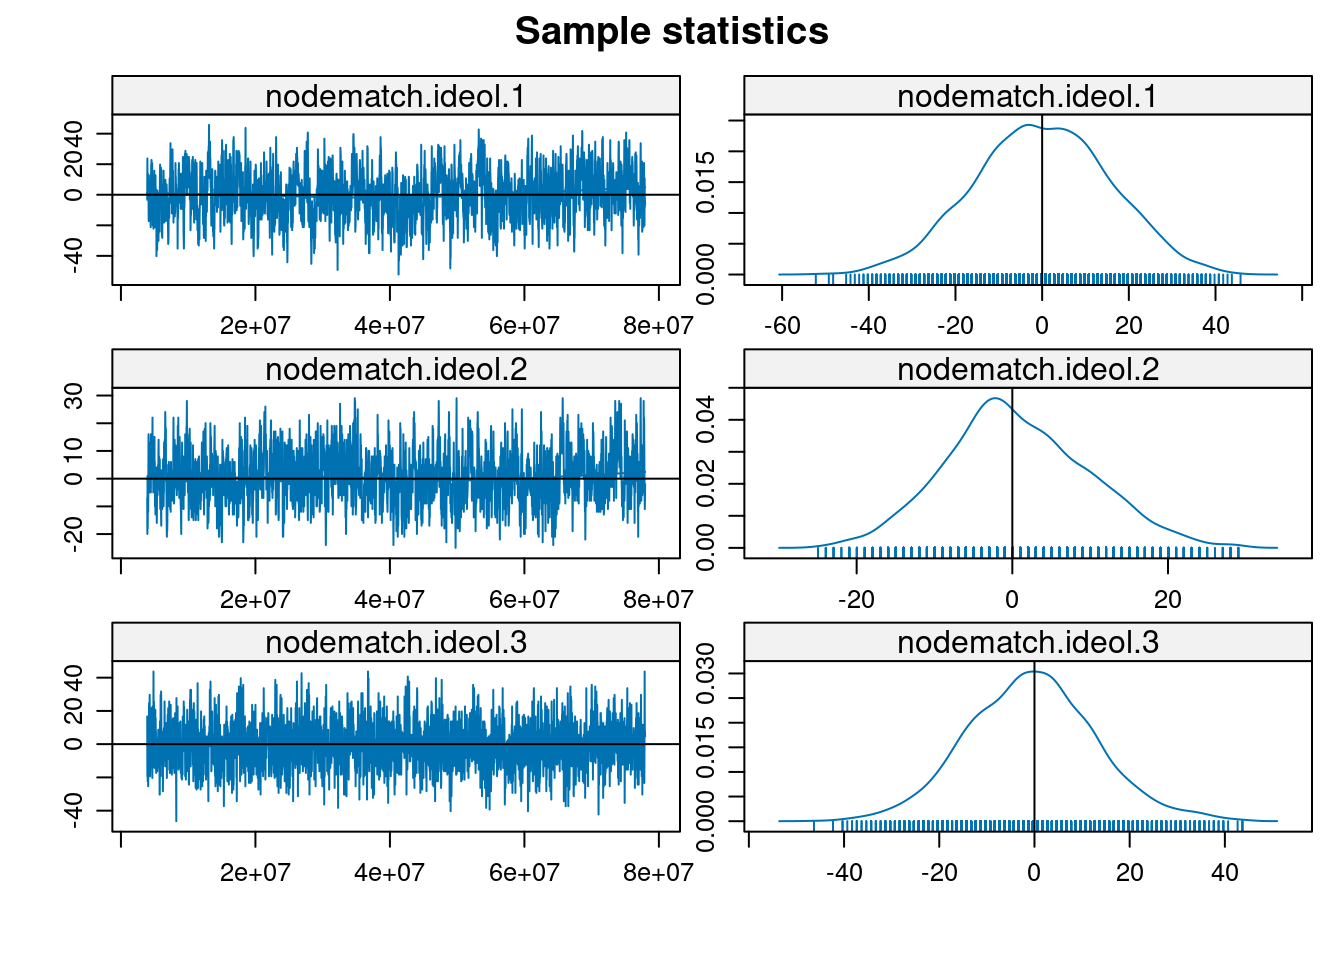 Sample statistics
nodematch.ideol.1
nodematch.ideol.1
-40 0 20 40
0.000 0.015
2e+07 4e+07 6e+07 8e+07
-60 -40 -20 0 20 40
nodematch.ideol.2
nodematch.ideol.2
-20 0 10 30
0.00 0.02 0.04
2e+07 4e+07 6e+07 8e+07
-20 0 20
nodematch.ideol.3
nodematch.ideol.3
-40 0 20 40
0.000 0.015 0.030
2e+07 4e+07 6e+07 8e+07
-40 -20 0 20 40